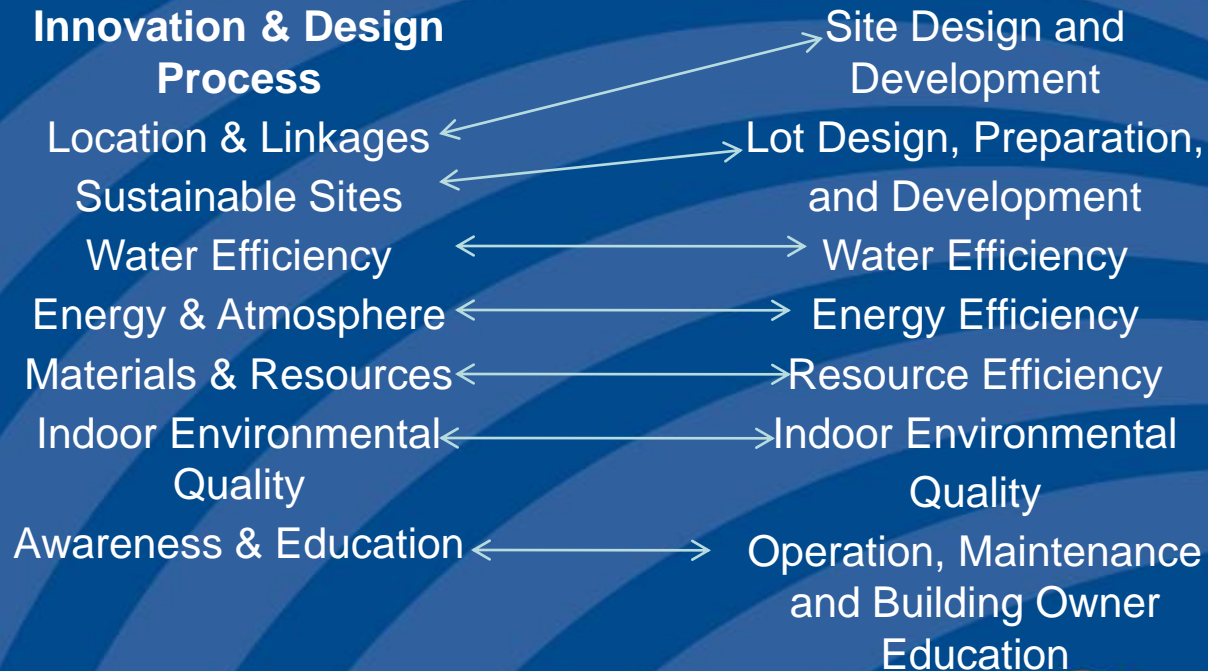 Innovation & Design
Process
Location & Linkages
Sustainable Sites
Water Efficiency
Energy & Atmosphere
Materials & Resources
Indoor Environmental
Quality
Awareness & Education
Site Design and
Development
Lot Design, Preparation,
and Development
Water Efficiency
Energy Efficiency
Resource Efficiency
Indoor Environmental
Quality
Operation, Maintenance
and Building Owner
Education